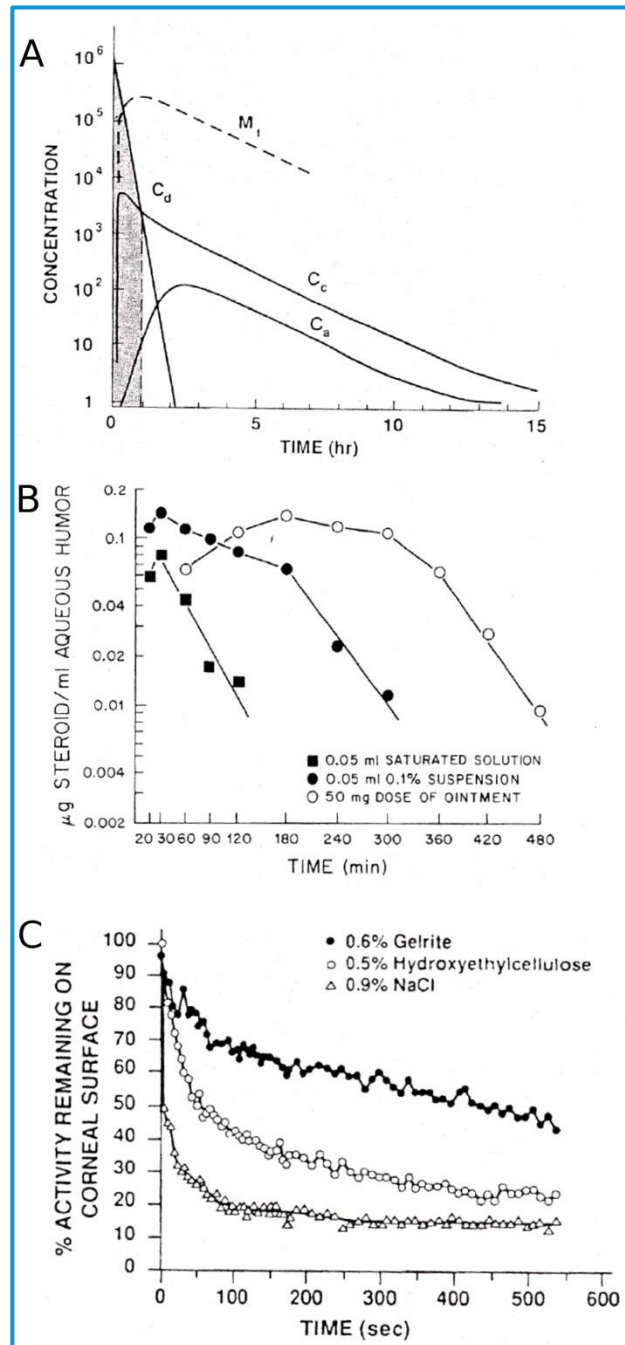 A
CONCENTRATION
10⁶
10⁵
10⁴
10³
10²
10
1
M₁
C_d
C_c
C_a
0
5
10
15
TIME (hr)
B
µg STEROID/ml AQUEOUS HUMOR
0.2
0.1
0.04
0.02
0.01
0.004
0.002
■ 0.05 ml SATURATED SOLUTION
● 0.05 ml 0.1% SUSPENSION
○ 50 mg DOSE OF OINTMENT
20 30 60 90 120 180 240 300 360 420 480
TIME (min)
C
% ACTIVITY REMAINING ON
CORNEAL SURFACE
100
90
80
70
60
50
40
30
20
10
0
● 0.6% Gelrite
○ 0.5% Hydroxyethylcellulose
△ 0.9% NaCl
0 100 200 300 400 500 600
TIME (sec)